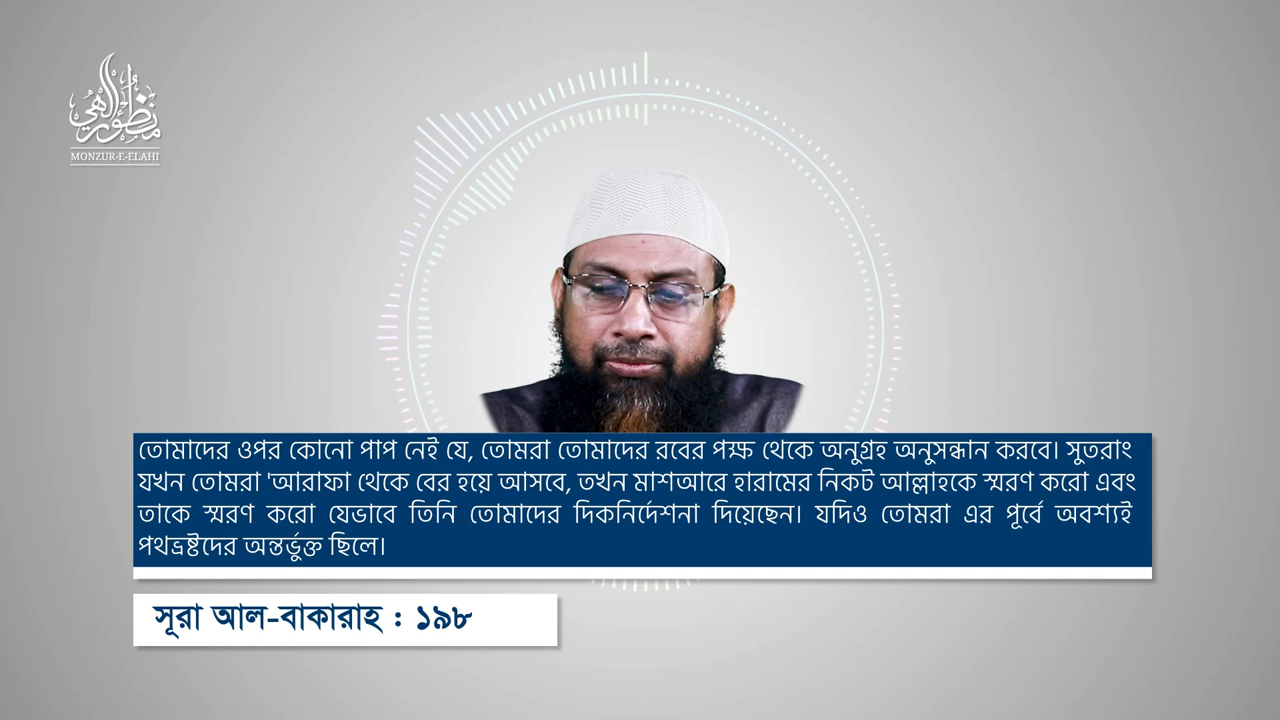 منظور إلهي
MONZUR-E-ELAHI
তোমাদের ওপর কোনো পাপ নেই যে, তোমরা তোমাদের রবের পক্ষ থেকে অনুগ্রহ অনুসন্ধান করবে। সুতরাং
যখন তোমরা 'আরাফা থেকে বের হয়ে আসবে, তখন মাশআরে হারামের নিকট আল্লাহকে স্মরণ করো এবং
তাকে স্মরণ করো যেভাবে তিনি তোমাদের দিকনির্দেশনা দিয়েছেন। যদিও তোমরা এর পূর্বে অবশ্যই
পথভ্রষ্টদের অন্তর্ভুক্ত ছিলে।
সূরা আল-বাকারাহ : ১৯৮